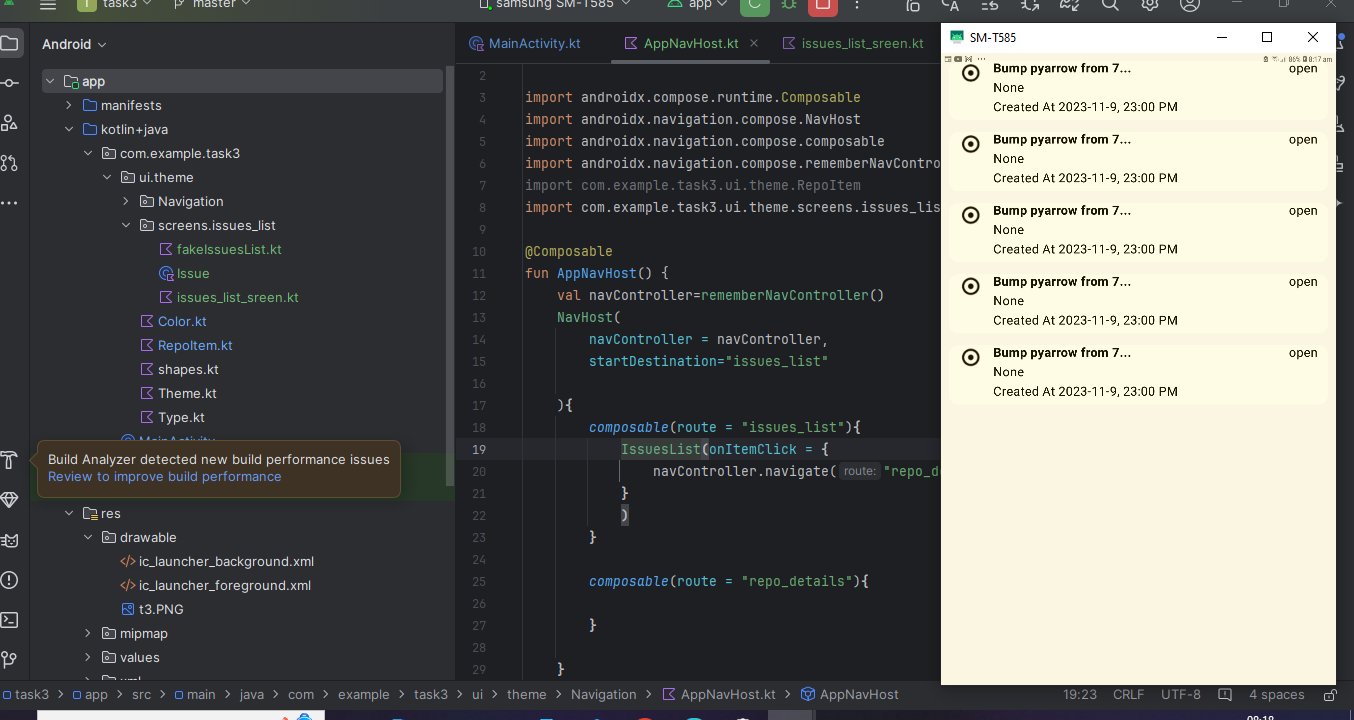 task3
master
samsung SM-T585
app
Android
MainActivity.kt
AppNavHost.kt
issues_list_sreen.kt
app
manifests
kotlin+java
com.example.task3
ui.theme
Navigation
screens.issues_list
fakeIssuesList.kt
Issue
issues_list_sreen.kt
Color.kt
RepoItem.kt
shapes.kt
Theme.kt
Type.kt
MainActivity
Build Analyzer detected new build performance issues
Review to improve build performance
res
drawable
ic_launcher_background.xml
ic_launcher_foreground.xml
t3.PNG
mipmap
values
xml
2
3 import androidx.compose.runtime.Composable
4 import androidx.navigation.compose.NavHost
5 import androidx.navigation.compose.composable
6 import androidx.navigation.compose.rememberNavContro
7 import com.example.task3.ui.theme.RepoItem
8 import com.example.task3.ui.theme.screens.issues_lis
9
10 @Composable
11 fun AppNavHost() {
12 val navController=rememberNavController()
13 NavHost(
14 navController = navController,
15 startDestination="issues_list"
16
17 ){
18 composable(route = "issues_list"){
19 IssuesList(onItemClick = {
20 navController.navigate( route: "repo_d
21 }
22 )
23 }
24
25 composable(route = "repo_details"){
26
27 }
28
29 }
SM-T585
86% 8:17 am
Bump pyarrow from 7... open
None
Created At 2023-11-9, 23:00 PM
Bump pyarrow from 7... open
None
Created At 2023-11-9, 23:00 PM
Bump pyarrow from 7... open
None
Created At 2023-11-9, 23:00 PM
Bump pyarrow from 7... open
None
Created At 2023-11-9, 23:00 PM
Bump pyarrow from 7... open
None
Created At 2023-11-9, 23:00 PM
task3 > app > src > main > java > com > example > task3 > ui > theme > Navigation > AppNavHost.kt > AppNavHost
19:23 CRLF UTF-8 4 spaces